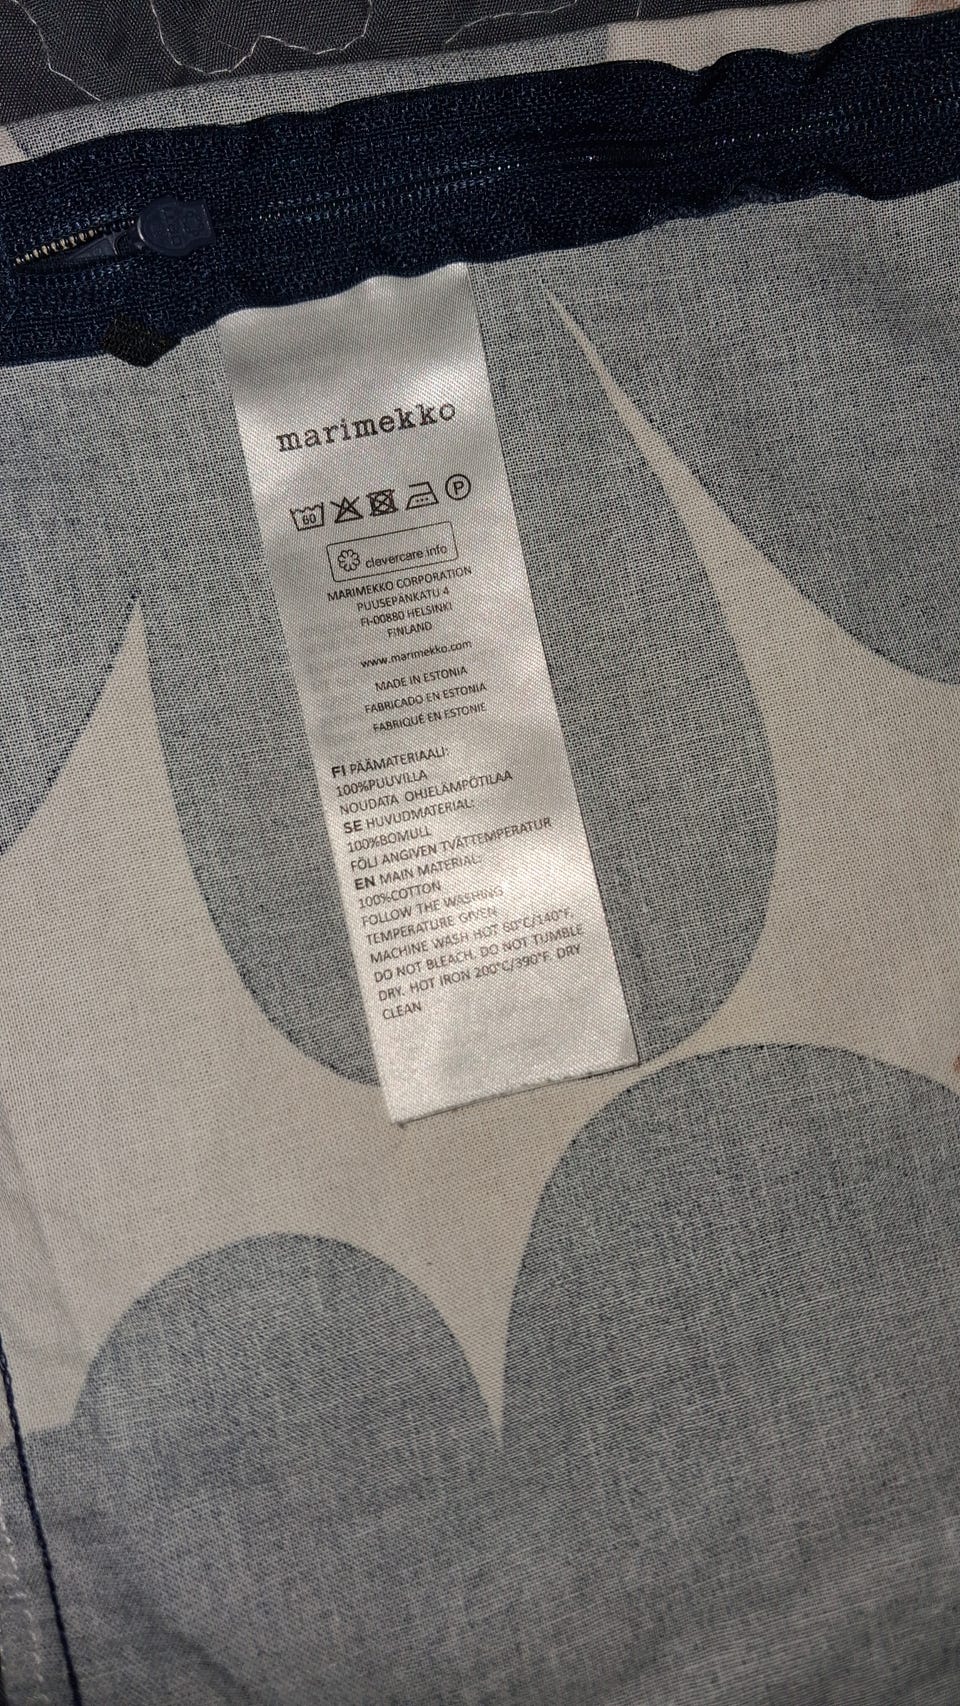 marimekko
60 P
clevercare.info
MARIMEKKO CORPORATION
PUUSEPÄNKATU 4
FI-00880 HELSINKI
FINLAND
www.marimekko.com
MADE IN ESTONIA
FABRICADO EN ESTONIA
FABRIQUÉ EN ESTONIE
FI PÄÄMATERIAALI:
100%PUUVILLA
NOUDATA OHJELÄMPÖTILAA
SE HUVUDMATERIAL:
100%BOMULL
FÖLJ ANGIVEN TVÄTTEMPERATUR
EN MAIN MATERIAL:
100%COTTON
FOLLOW THE WASHING
TEMPERATURE GIVEN
MACHINE WASH HOT 60°C/140°F.
DO NOT BLEACH. DO NOT TUMBLE
DRY. HOT IRON 200°C/390°F. DRY
CLEAN